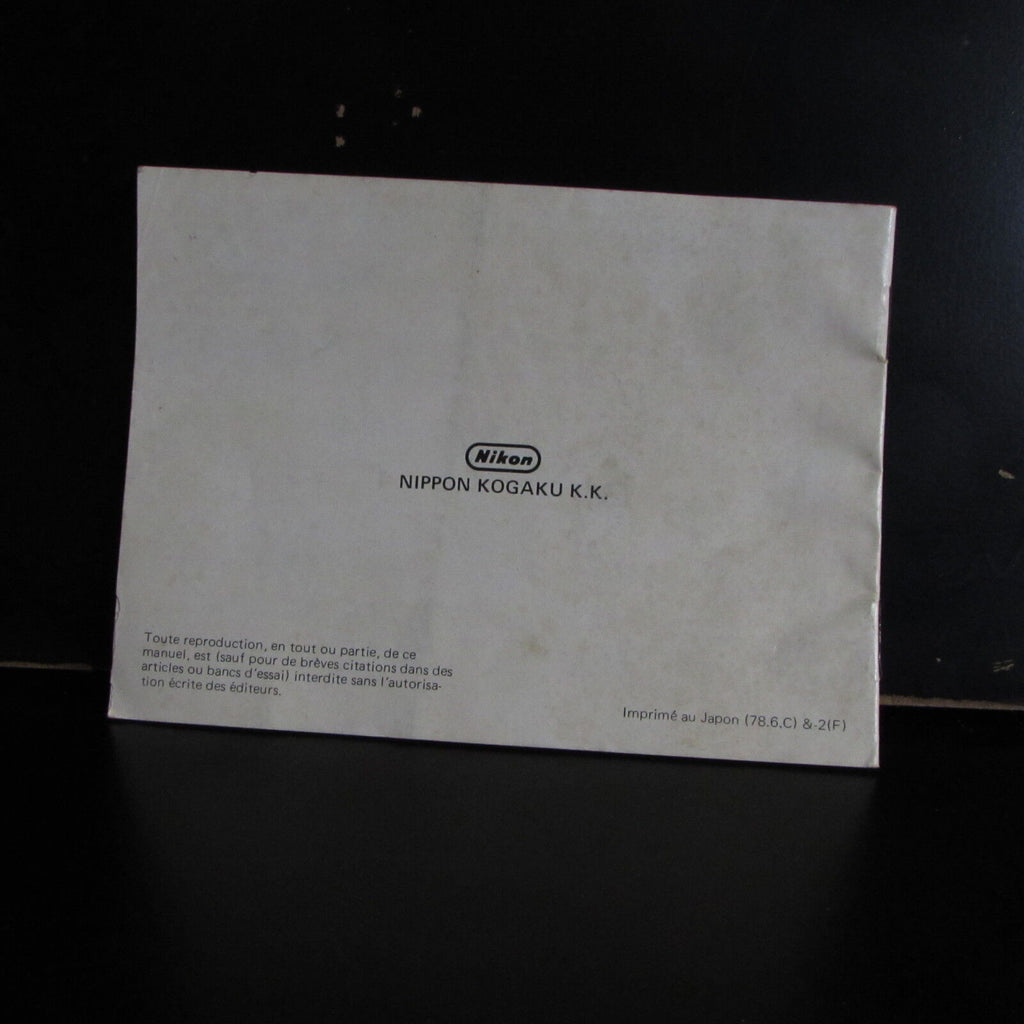 Nikon
NIPPON KOGAKU K.K.
Toute reproduction, en tout ou partie, de ce
manuel, est (sauf pour de brèves citations dans des
articles ou bancs d'essai) interdite sans l'autorisa-
tion écrite des éditeurs.
Imprimé au Japon (78.6.C) &-2(F)